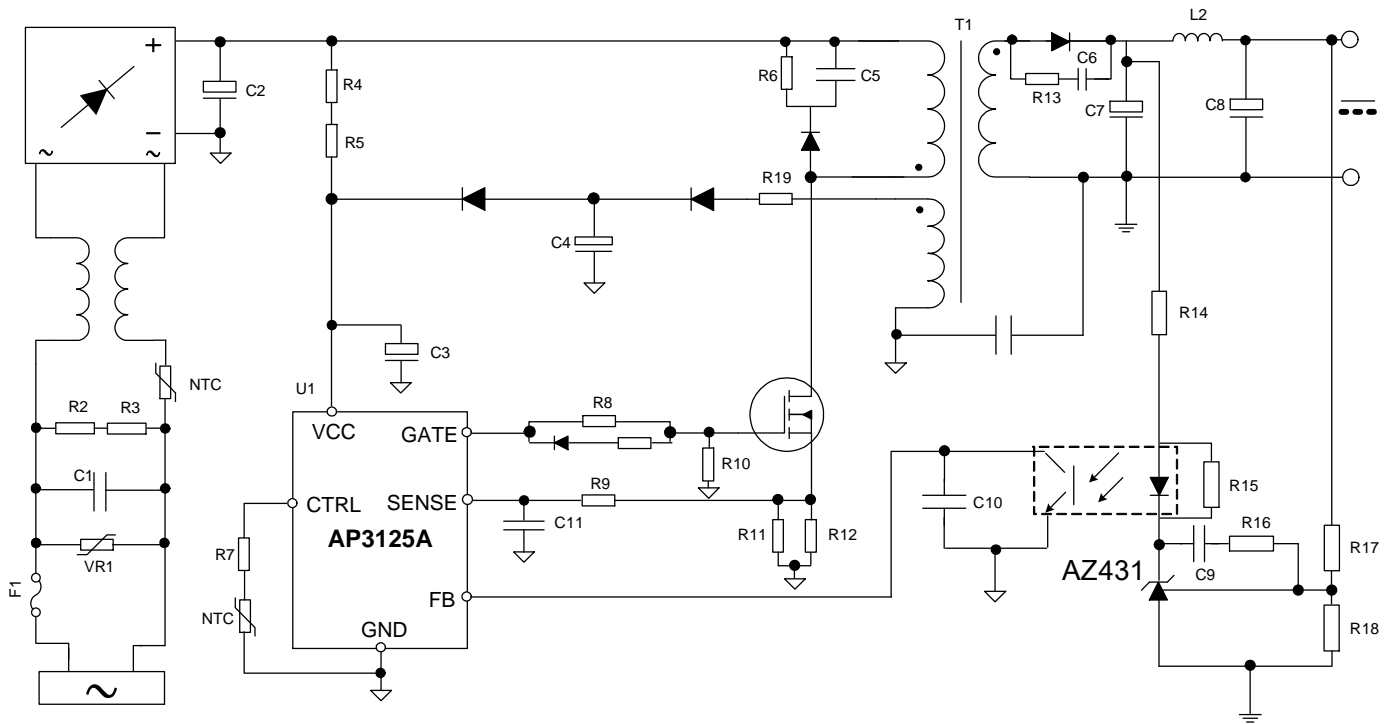 T1
L2
+
C2
R6
C5
C6
R4
R13
C7
C8
−
~
~
R5
R19
C4
R14
C3
NTC
U1
R2
R3
R8
VCC
GATE
R10
C1
CTRL
SENSE
R9
C10
R15
C11
R11
R12
AP3125A
R16
R17
R7
VR1
AZ431
C9
F1
NTC
FB
R18
GND
~